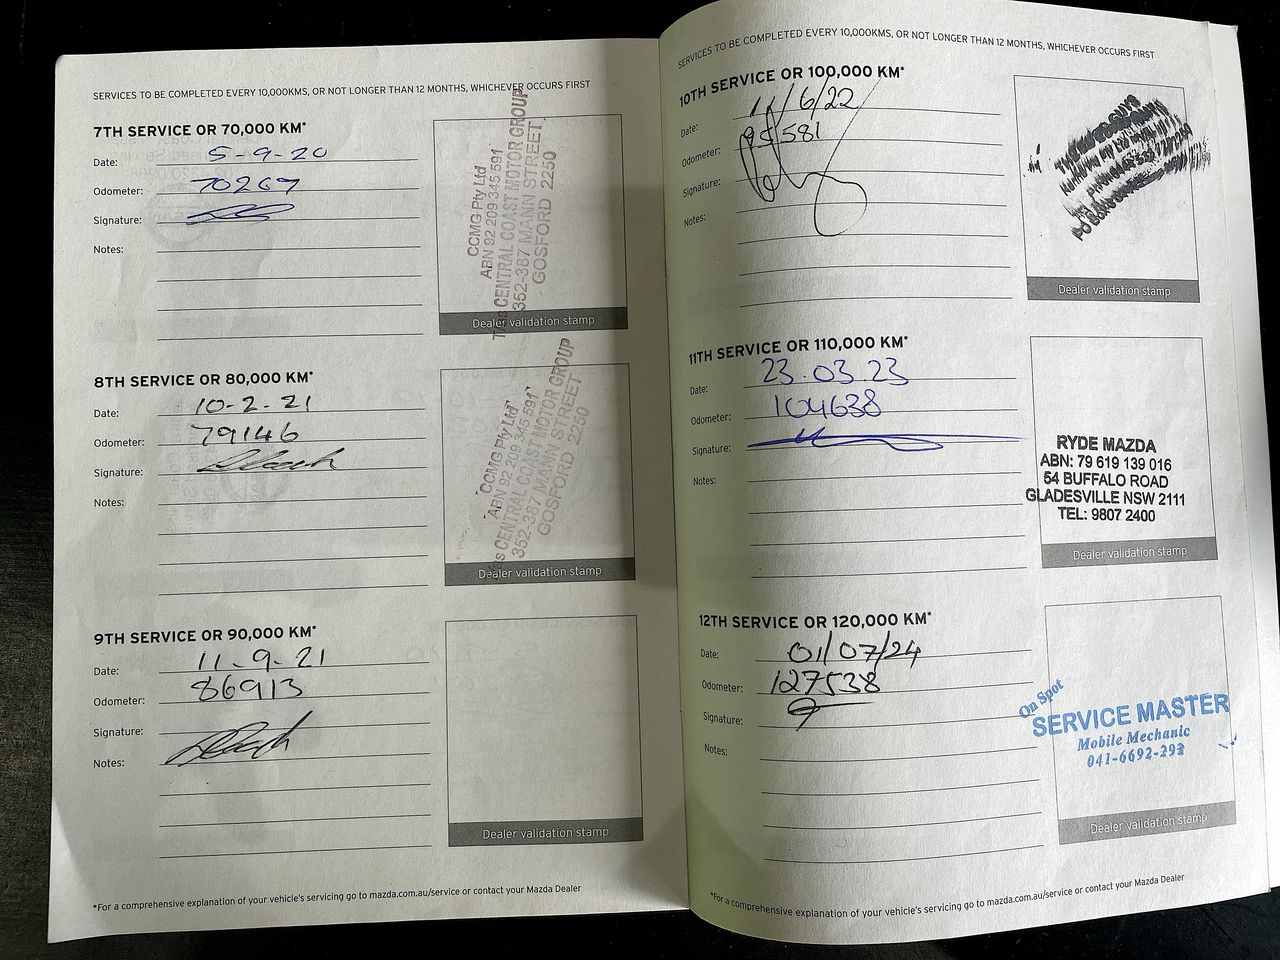 SERVICES TO BE COMPLETED EVERY 10,000KMS, OR NOT LONGER THAN 12 MONTHS, WHICHEVER OCCURS FIRST
7TH SERVICE OR 70,000 KM*
Date: 5-9-20
Odometer: 70267
Signature:
Notes:
CCMG Pty Ltd
ABN 92 209 345 591
CENTRAL COAST MOTOR GROUP
352-387 MANN STREET
GOSFORD 2250
Dealer validation stamp
8TH SERVICE OR 80,000 KM*
Date: 10-2-21
Odometer: 79146
Signature:
Notes:
"CCMG Pty Ltd"
"ABN 92 209 345 591"
CENTRAL COAST MOTOR GROUP
352-387 MANN STREET
GOSFORD 2250
Dealer validation stamp
9TH SERVICE OR 90,000 KM*
Date: 11-9-21
Odometer: 86913
Signature:
Notes:
Dealer validation stamp
*For a comprehensive explanation of your vehicle's servicing go to mazda.com.au/service or contact your Mazda Dealer
SERVICES TO BE COMPLETED EVERY 10,000KMS, OR NOT LONGER THAN 12 MONTHS, WHICHEVER OCCURS FIRST
10TH SERVICE OR 100,000 KM*
Date: 11/6/22
Odometer: 95581
Signature:
Notes:
Dealer validation stamp
11TH SERVICE OR 110,000 KM*
Date: 23.03.23
Odometer: 104638
Signature:
Notes:
RYDE MAZDA
ABN: 79 619 139 016
54 BUFFALO ROAD
GLADESVILLE NSW 2111
TEL: 9807 2400
Dealer validation stamp
12TH SERVICE OR 120,000 KM*
Date: 01/07/24
Odometer: 127538
Signature:
Notes:
On Spot
SERVICE MASTER
Mobile Mechanic
041-6692-293
Dealer validation stamp
*For a comprehensive explanation of your vehicle's servicing go to mazda.com.au/service or contact your Mazda Dealer